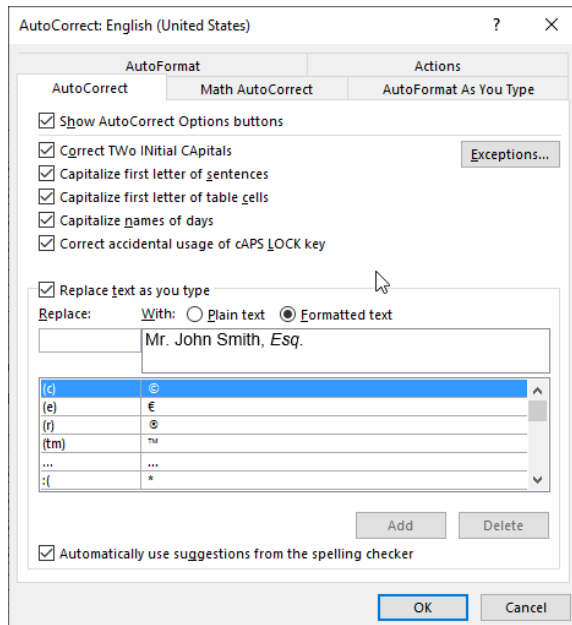 AutoCorrect: English (United States)
AutoFormat Actions
AutoCorrect Math AutoCorrect AutoFormat As You Type
Show AutoCorrect Options buttons
Correct TWo INitial CApitals
Exceptions...
Capitalize first letter of sentences
Capitalize first letter of table cells
Capitalize names of days
Correct accidental usage of cAPS LOCK key
Replace text as you type
Replace: With: Plain text Formatted text
Mr. John Smith, Esq.
(c) ©
(e) €
(r) ®
(tm) ™
... ...
:( *
Add Delete
Automatically use suggestions from the spelling checker
OK Cancel